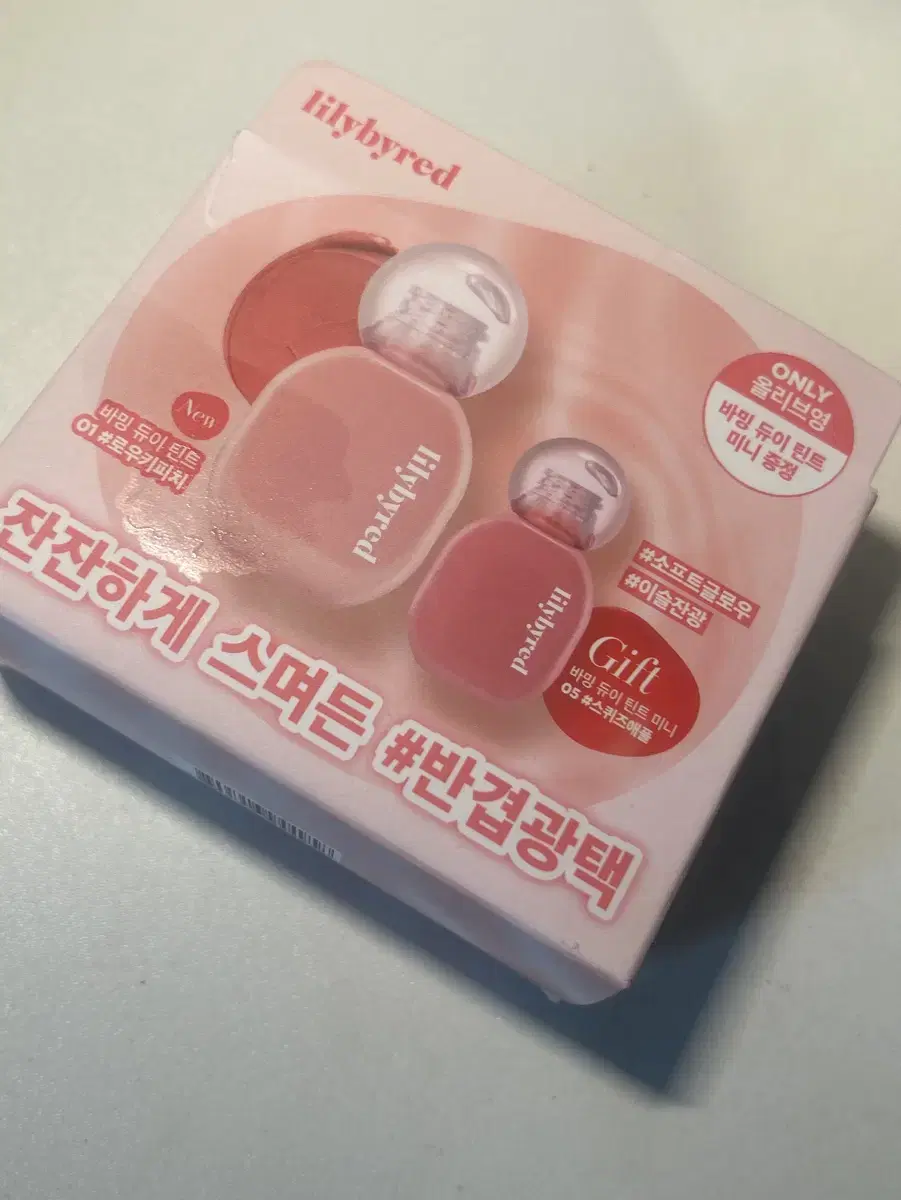 lilybyred
ONLY
올리브영
바밍 듀이 틴트
미니 증정
New
바밍 듀이 틴트
01 #로우키피치
lilybyred
lilybyred
#소프트글로우
#이슬잔광
Gift
바밍 듀이 틴트 미니
05 #스퀴즈애플
잔잔하게 스며든 #반겹광택